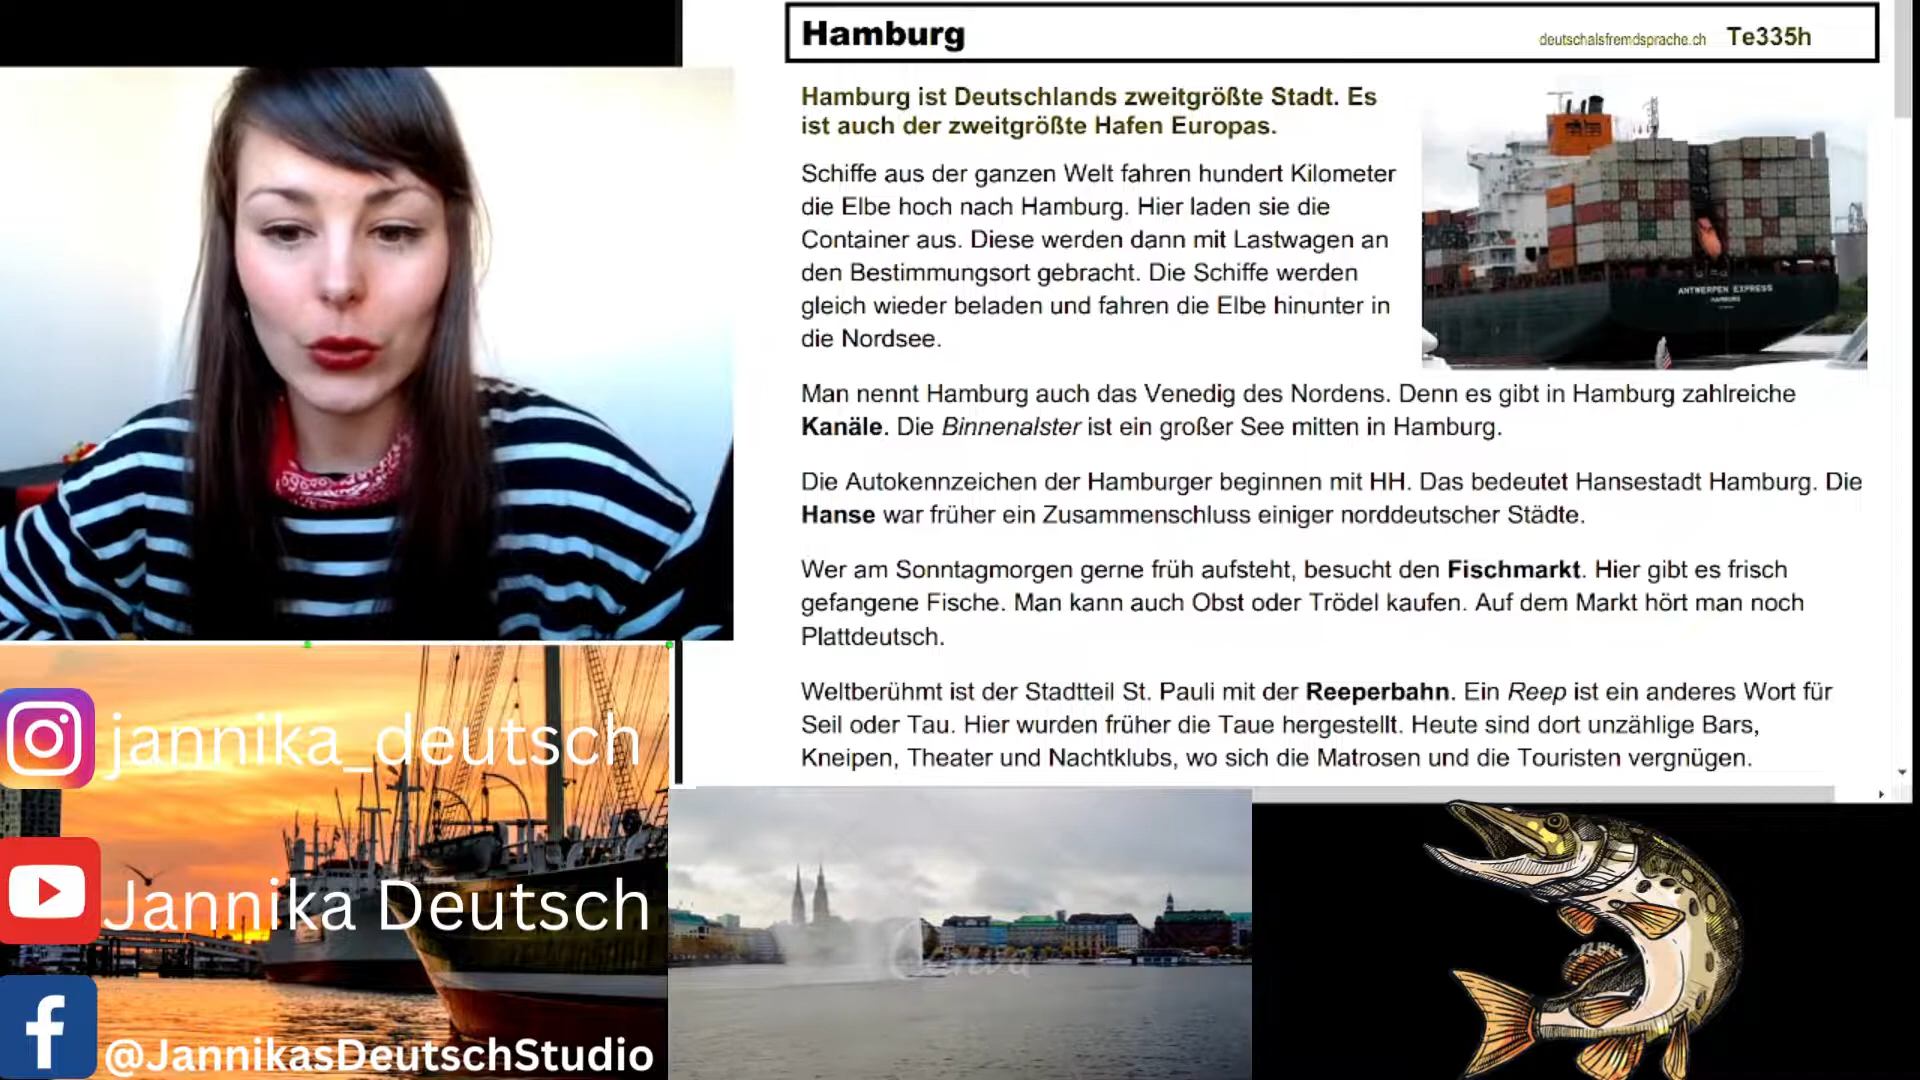 Hamburg
deutschalsfremdsprache.ch Te335h
Hamburg ist Deutschlands zweitgrößte Stadt. Es
ist auch der zweitgrößte Hafen Europas.
Schiffe aus der ganzen Welt fahren hundert Kilometer
die Elbe hoch nach Hamburg. Hier laden sie die
Container aus. Diese werden dann mit Lastwagen an
den Bestimmungsort gebracht. Die Schiffe werden
gleich wieder beladen und fahren die Elbe hinunter in
die Nordsee.
ANTWERPEN EXPRESS
HAMBURG
Man nennt Hamburg auch das Venedig des Nordens. Denn es gibt in Hamburg zahlreiche
Kanäle. Die Binnenalster ist ein großer See mitten in Hamburg.
Die Autokennzeichen der Hamburger beginnen mit HH. Das bedeutet Hansestadt Hamburg. Die
Hanse war früher ein Zusammenschluss einiger norddeutscher Städte.
Wer am Sonntagmorgen gerne früh aufsteht, besucht den Fischmarkt. Hier gibt es frisch
gefangene Fische. Man kann auch Obst oder Trödel kaufen. Auf dem Markt hört man noch
Plattdeutsch.
Weltberühmt ist der Stadtteil St. Pauli mit der Reeperbahn. Ein Reep ist ein anderes Wort für
Seil oder Tau. Hier wurden früher die Taue hergestellt. Heute sind dort unzählige Bars,
Kneipen, Theater und Nachtklubs, wo sich die Matrosen und die Touristen vergnügen.
jannika_deutsch
Jannika Deutsch
@JannikasDeutschStudio
Canva